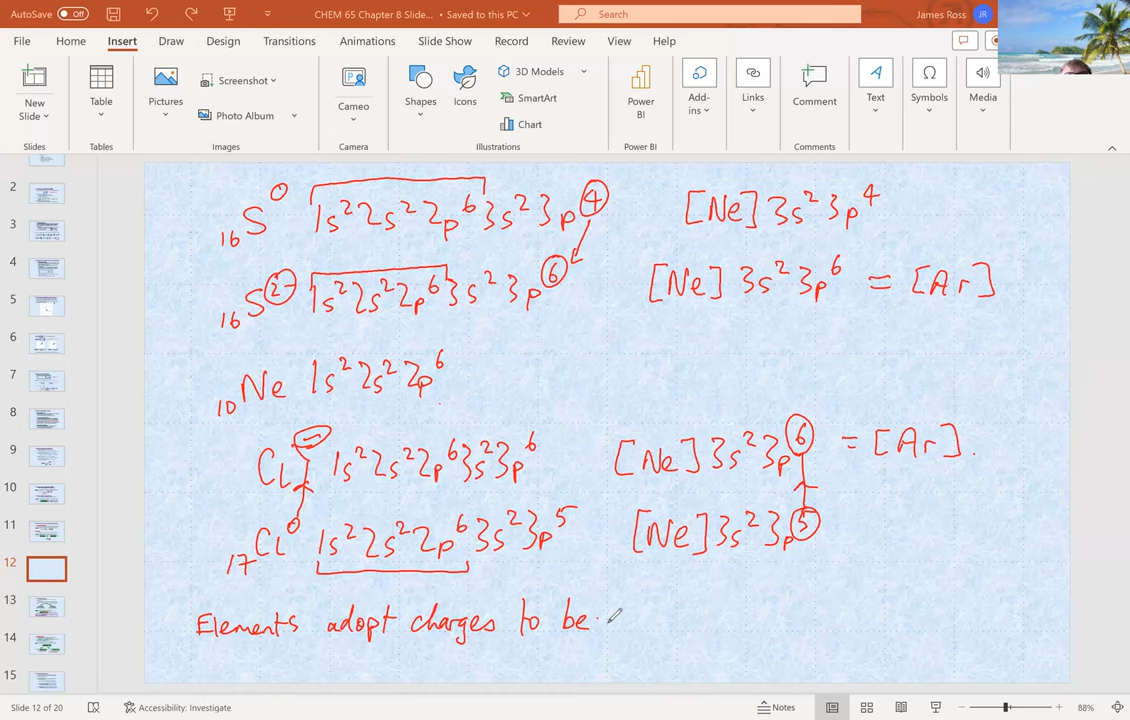 AutoSave Off CHEM 65 Chapter 8 Slide... • Saved to this PC Search James Ross JR
File Home Insert Draw Design Transitions Animations Slide Show Record Review View Help
New Slide Table Pictures Screenshot Photo Album Cameo Shapes Icons 3D Models SmartArt Chart Power BI Add-ins Links Comment Text Symbols Media
Slides Tables Images Camera Illustrations Power BI Comments
₁₆S⁰ 1s²2s²2p⁶3s²3p④ [Ne]3s²3p⁴
₁₆S²⁻ 1s²2s²2p⁶3s²3p⑥ [Ne]3s²3p⁶ = [Ar]
₁₀Ne 1s²2s²2p⁶
Cl⁻ 1s²2s²2p⁶3s²3p⁶ [Ne]3s²3p⑥ = [Ar].
₁₇Cl⁰ 1s²2s²2p⁶3s²3p⁵ [Ne]3s²3p⑤
Elements adopt charges to be
2
3
4
5
6
7
8
9
10
11
12
13
14
15
Slide 12 of 20 Accessibility: Investigate Notes 88%